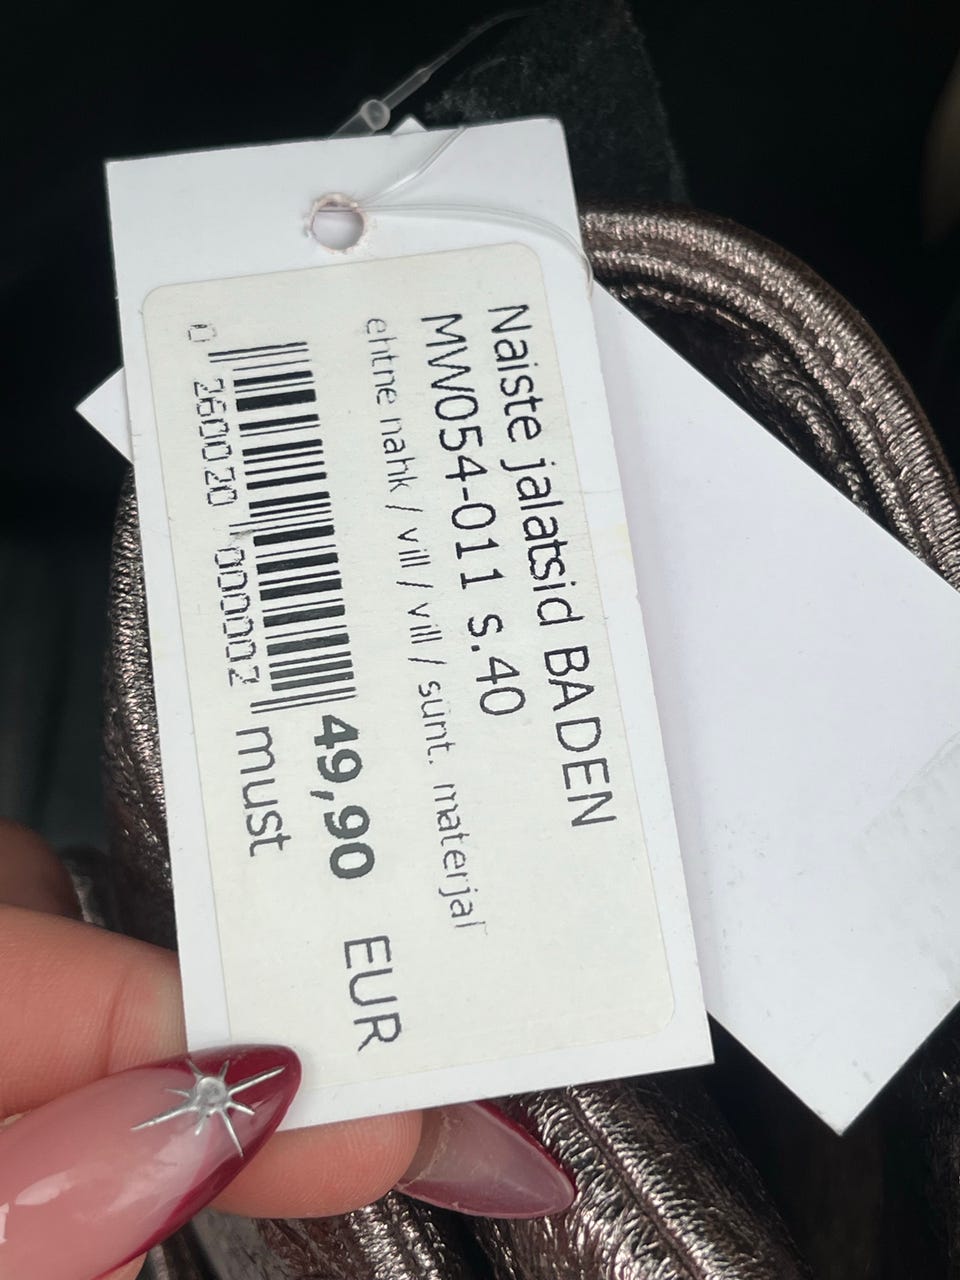 Naiste jalatsid BADEN
MW054-011 s.40
ehtne nahk / vill / vill / sünt. materjal
49,90 EUR
0 260020 000002
must